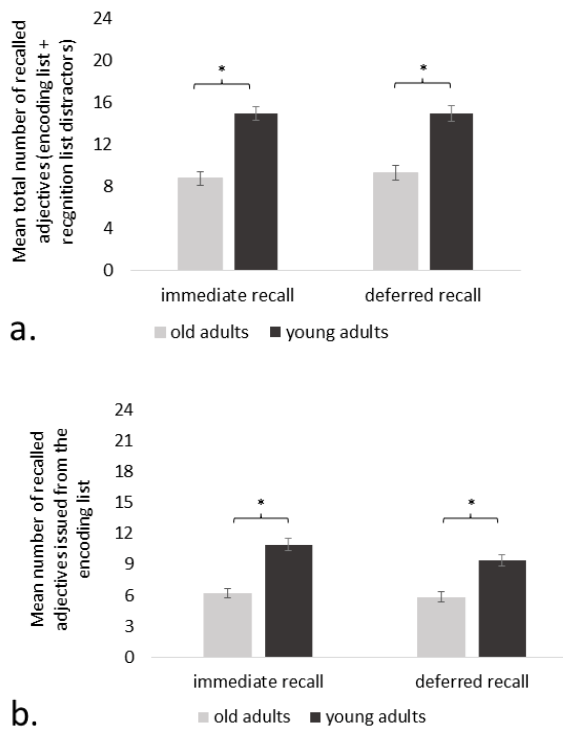 Mean total number of recalled
adjectives (encoding list +
recgnition list distractors)
24
20
16
12
8
4
0
*
*
immediate recall
deferred recall
old adults
young adults
a.
Mean number of recalled
adjectives issued from the
encoding list
24
21
18
15
12
9
6
3
0
*
*
immediate recall
deferred recall
old adults
young adults
b.